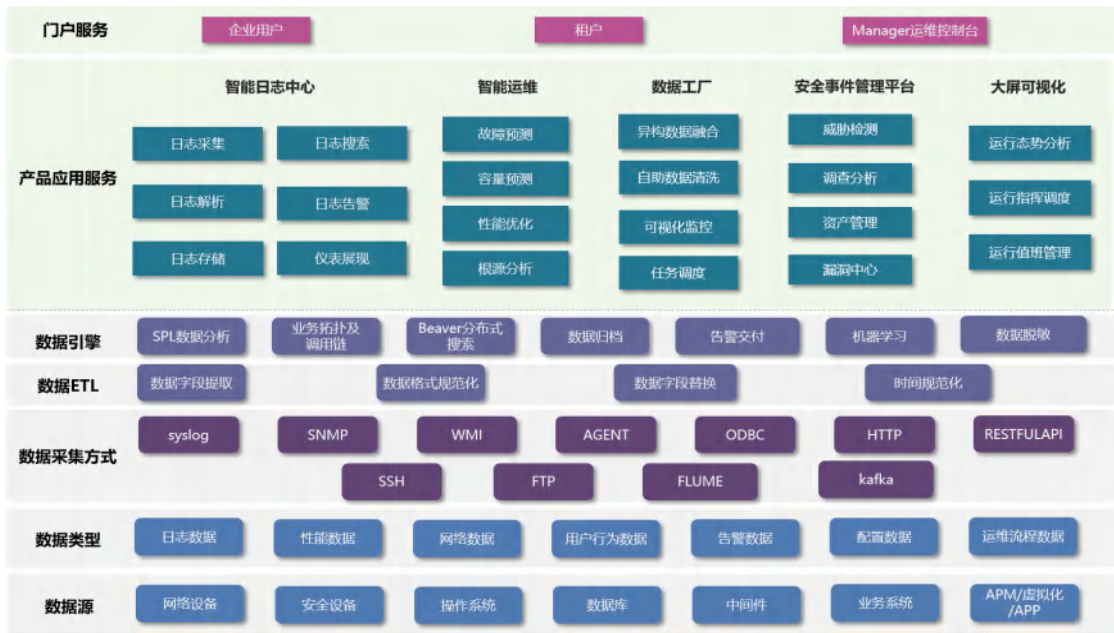 门户服务
企业用户
租户
Manager运维控制台
产品应用服务
智能日志中心
日志采集
日志搜索
日志解析
日志告警
日志存储
仪表展现
智能运维
故障预测
容量预测
性能优化
根源分析
数据工厂
异构数据融合
自助数据清洗
可视化监控
任务调度
安全事件管理平台
威胁检测
调查分析
资产管理
漏洞中心
大屏可视化
运行态势分析
运行指挥调度
运行值班管理
数据引擎
SPL数据分析
业务拓扑及
调用链
Beaver分布式
搜索
数据归档
告警交付
机器学习
数据脱敏
数据ETL
数据字段提取
数据格式规范化
数据字段替换
时间规范化
数据采集方式
syslog
SNMP
WMI
AGENT
ODBC
HTTP
RESTFULAPI
SSH
FTP
FLUME
kafka
数据类型
日志数据
性能数据
网络数据
用户行为数据
告警数据
配置数据
运维流程数据
数据源
网络设备
安全设备
操作系统
数据库
中间件
业务系统
APM/虚拟化
/APP